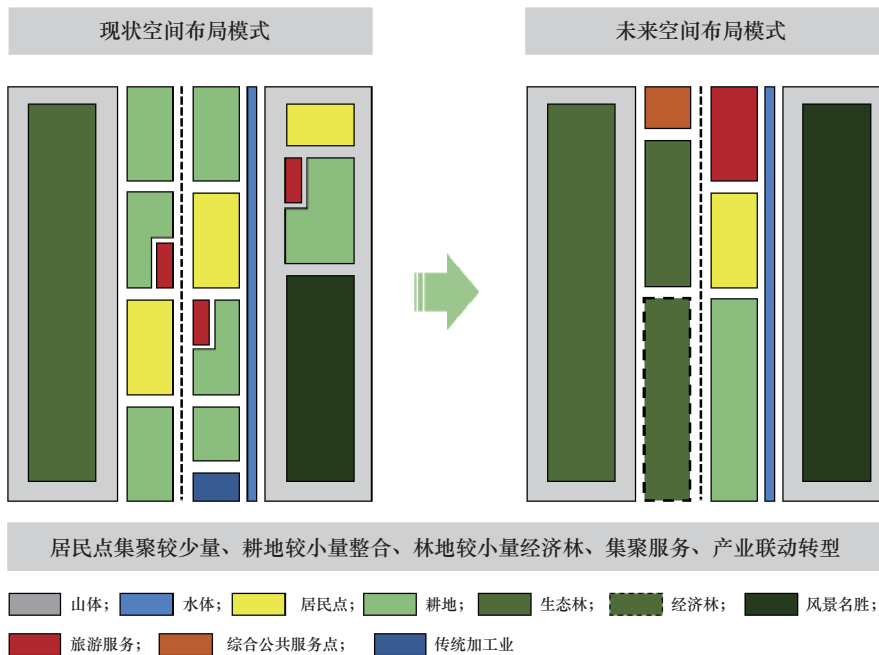 现状空间布局模式
未来空间布局模式
居民点集聚较少量、耕地较小量整合、林地较小量经济林、集聚服务、产业联动转型
山体；水体；居民点；耕地；生态林；经济林；风景名胜；
旅游服务；综合公共服务点；传统加工业